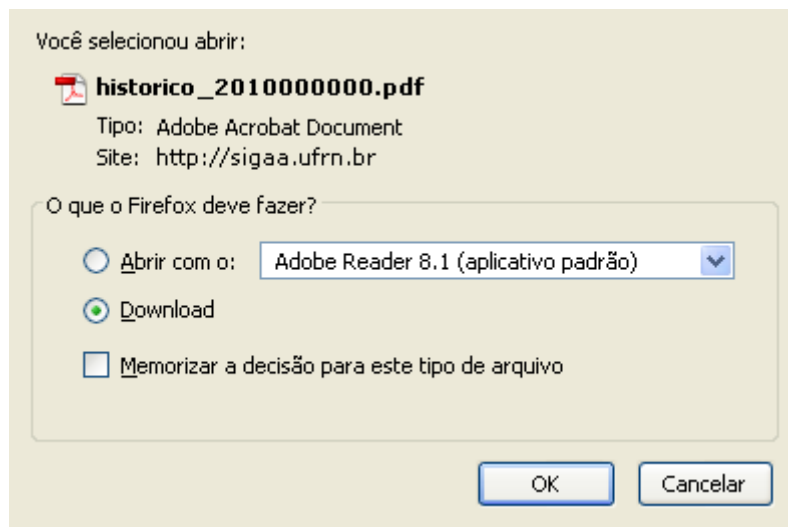 Você selecionou abrir:
historico_2010000000.pdf
Tipo: Adobe Acrobat Document
Site: http://sigaa.ufrn.br
O que o Firefox deve fazer?
Abrir com o: Adobe Reader 8.1 (aplicativo padrão)
Download
Memorizar a decisão para este tipo de arquivo
OK Cancelar